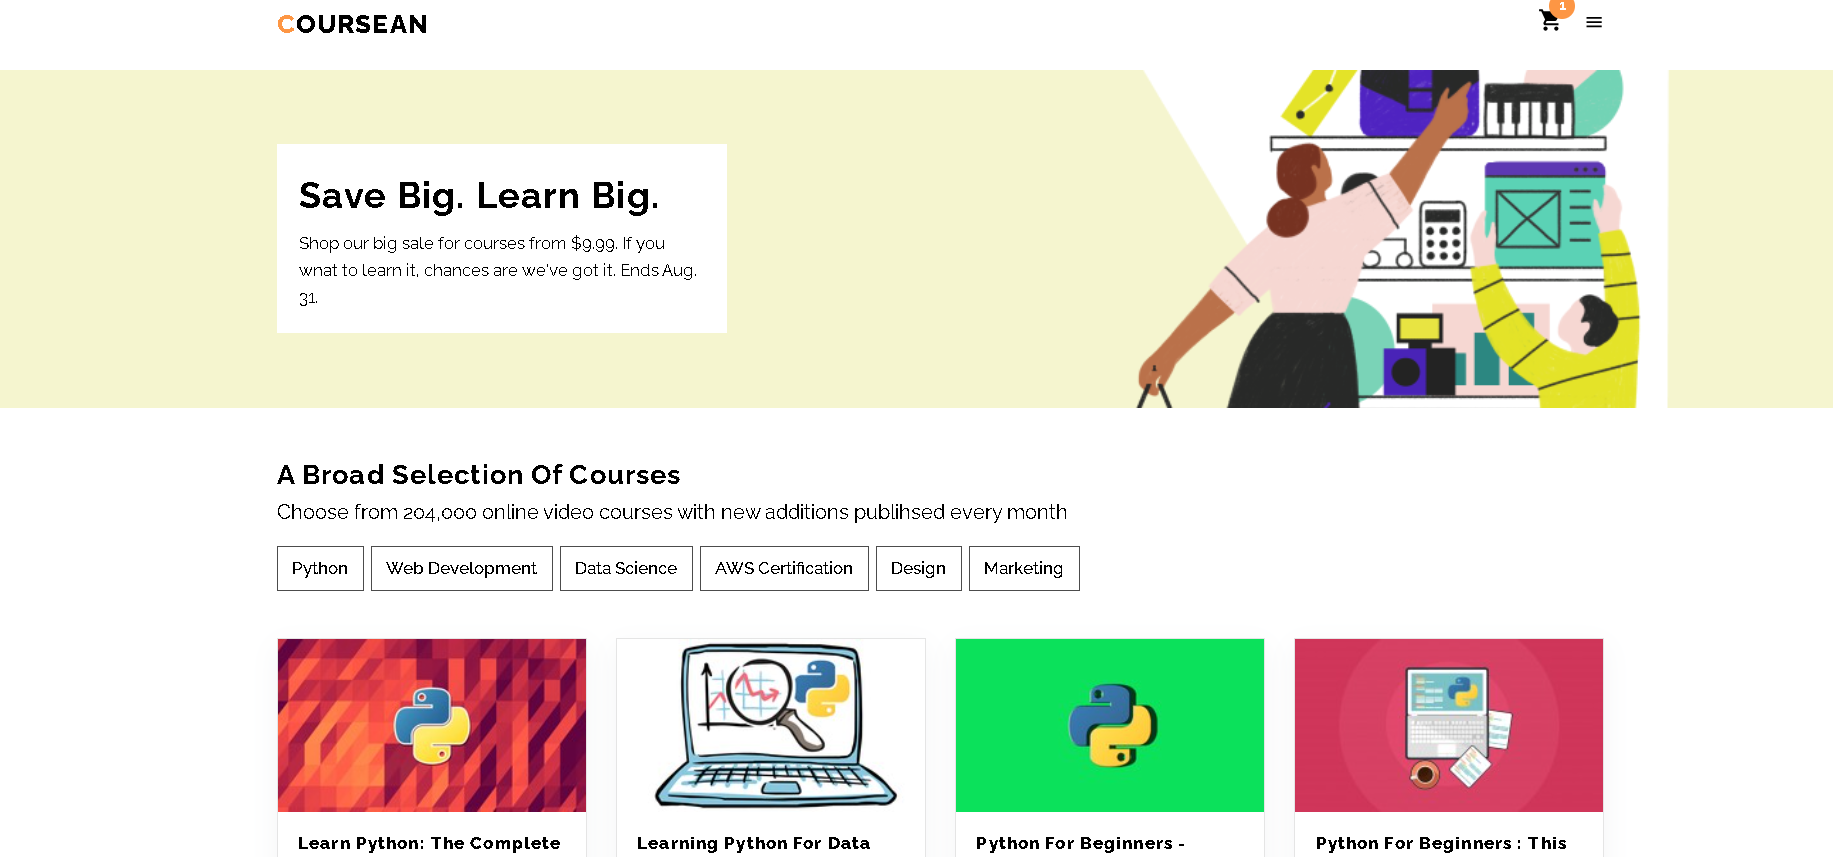 COURSEAN
1
Save Big. Learn Big.
Shop our big sale for courses from $9.99. If you
wnat to learn it, chances are we've got it. Ends Aug.
31.
A Broad Selection Of Courses
Choose from 204,000 online video courses with new additions publihsed every month
Python
Web Development
Data Science
AWS Certification
Design
Marketing
Learn Python: The Complete
Learning Python For Data
Python For Beginners -
Python For Beginners : This